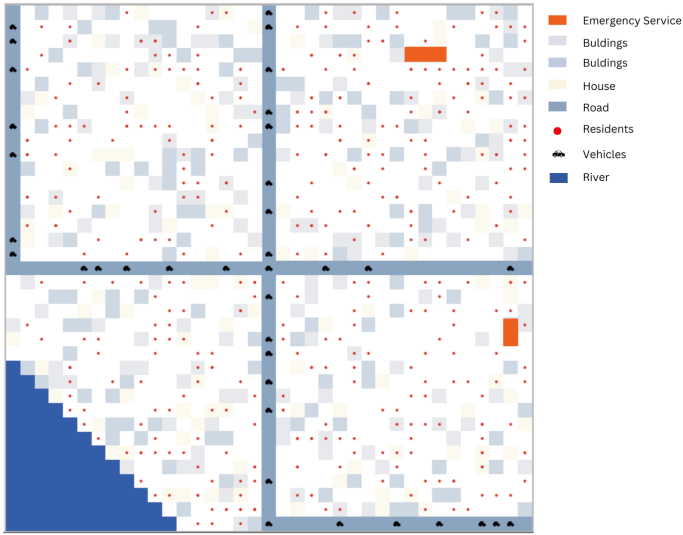 Emergency Service
Buldings
Buldings
House
Road
Residents
Vehicles
River